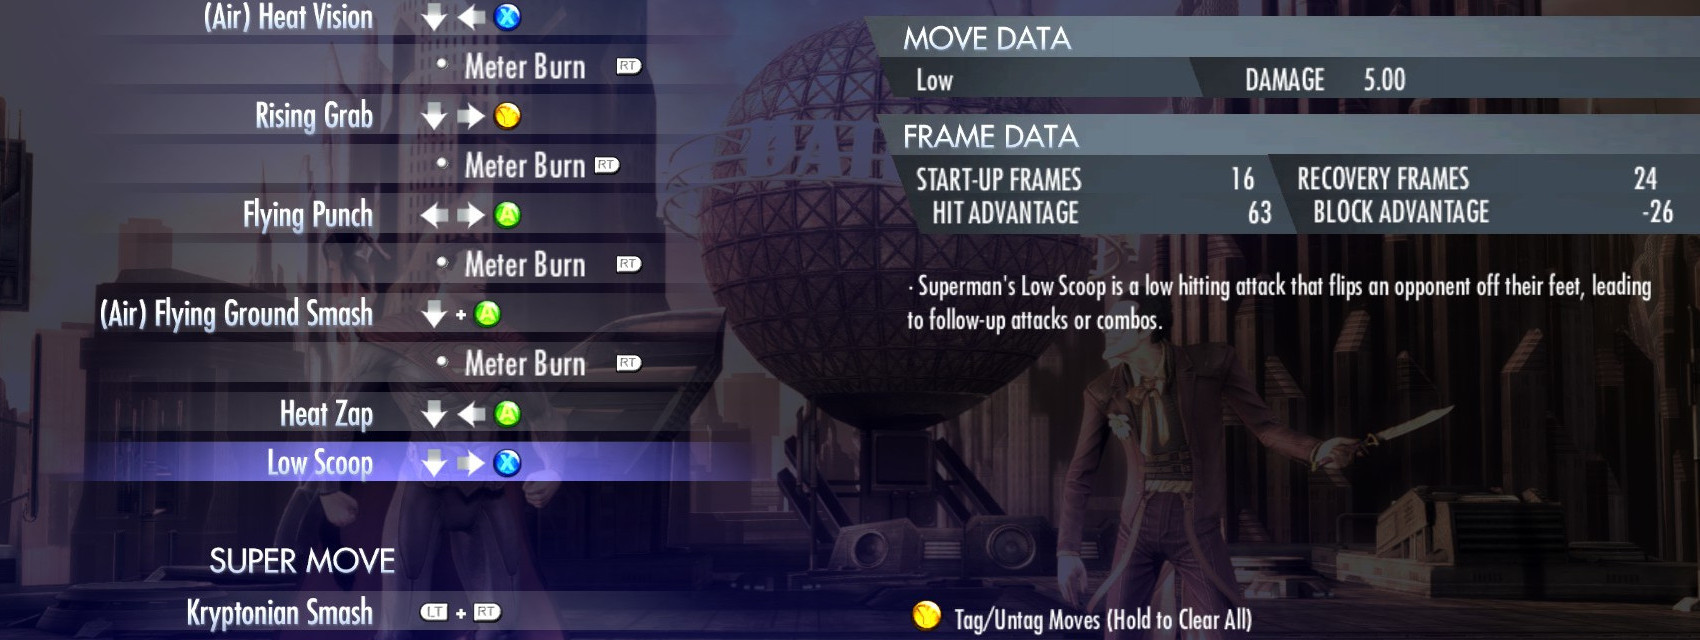 (Air) Heat Vision X
Meter Burn RT
Rising Grab Y
Meter Burn RT
Flying Punch A
Meter Burn RT
(Air) Flying Ground Smash + A
Meter Burn RT
Heat Zap A
Low Scoop X
SUPER MOVE
Kryptonian Smash LT + RT
MOVE DATA
Low DAMAGE 5.00
FRAME DATA
START-UP FRAMES 16 RECOVERY FRAMES 24
HIT ADVANTAGE 63 BLOCK ADVANTAGE -26
· Superman's Low Scoop is a low hitting attack that flips an opponent off their feet, leading
to follow-up attacks or combos.
Y Tag/Untag Moves (Hold to Clear All)